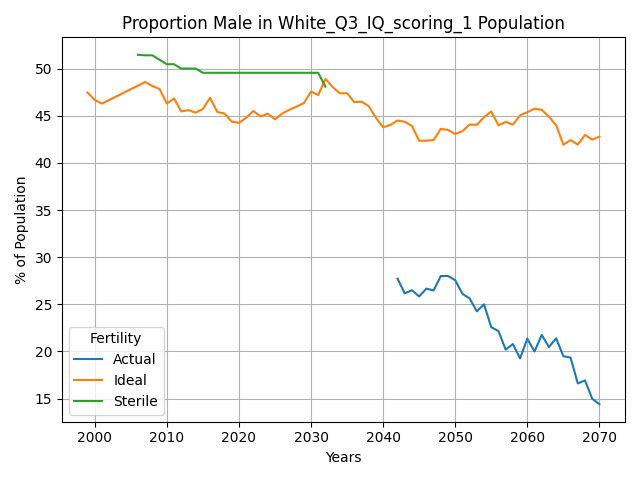 Proportion Male in White_Q3_IQ_scoring_1 Population
% of Population
50
45
40
35
30
25
20
15
Fertility
Actual
Ideal
Sterile
2000 2010 2020 2030 2040 2050 2060 2070
Years